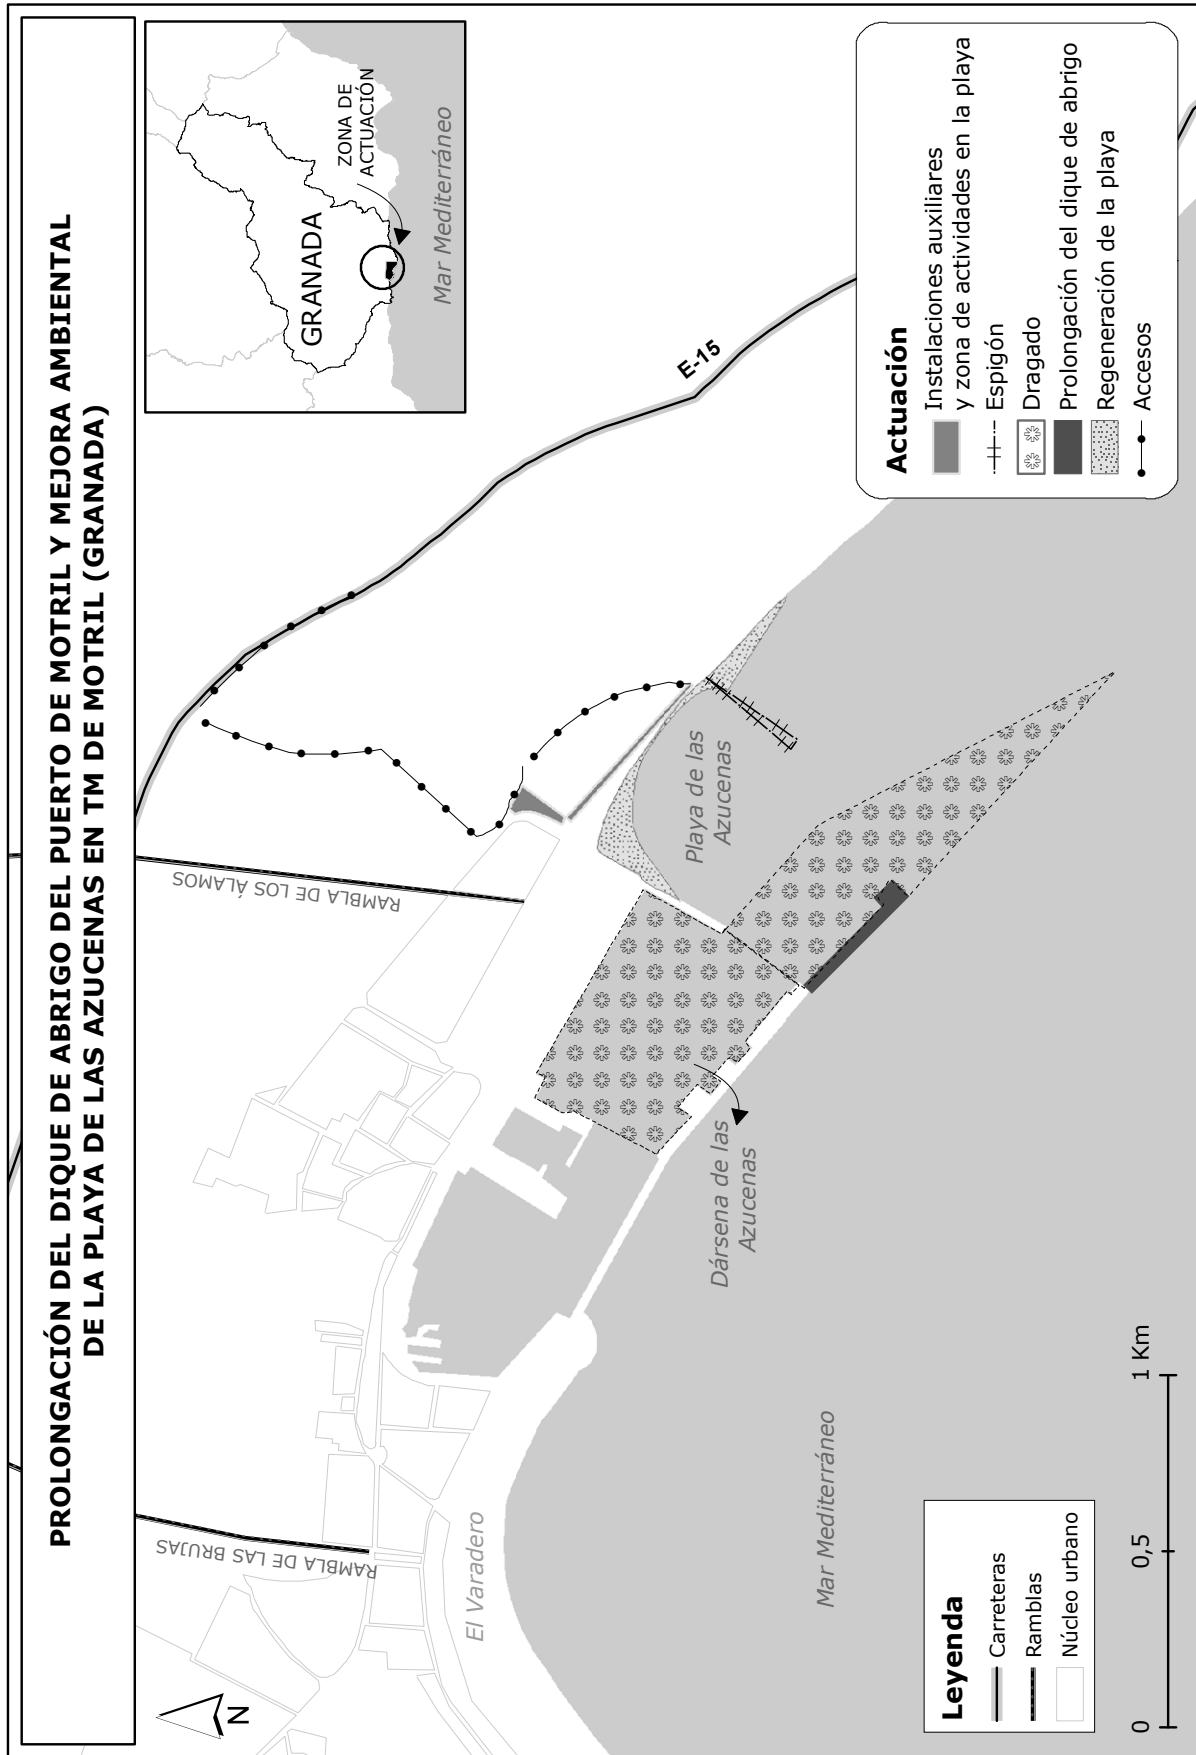 PROLONGACIÓN DEL DIQUE DE ABRIGO DEL PUERTO DE MOTRIL Y MEJORA AMBIENTAL
DE LA PLAYA DE LAS AZUCENAS EN TM DE MOTRIL (GRANADA)
N
RAMBLA DE LAS BRUJAS
RAMBLA DE LOS ÁLAMOS
E-15
GRANADA
ZONA DE
ACTUACIÓN
Mar Mediterráneo
El Varadero
Dársena de las
Azucenas
Playa de las
Azucenas
Mar Mediterráneo
Leyenda
Carreteras
Ramblas
Núcleo urbano
0 0,5 1 Km
Actuación
Instalaciones auxiliares
y zona de actividades en la playa
Espigón
Dragado
Prolongación del dique de abrigo
Regeneración de la playa
Accesos